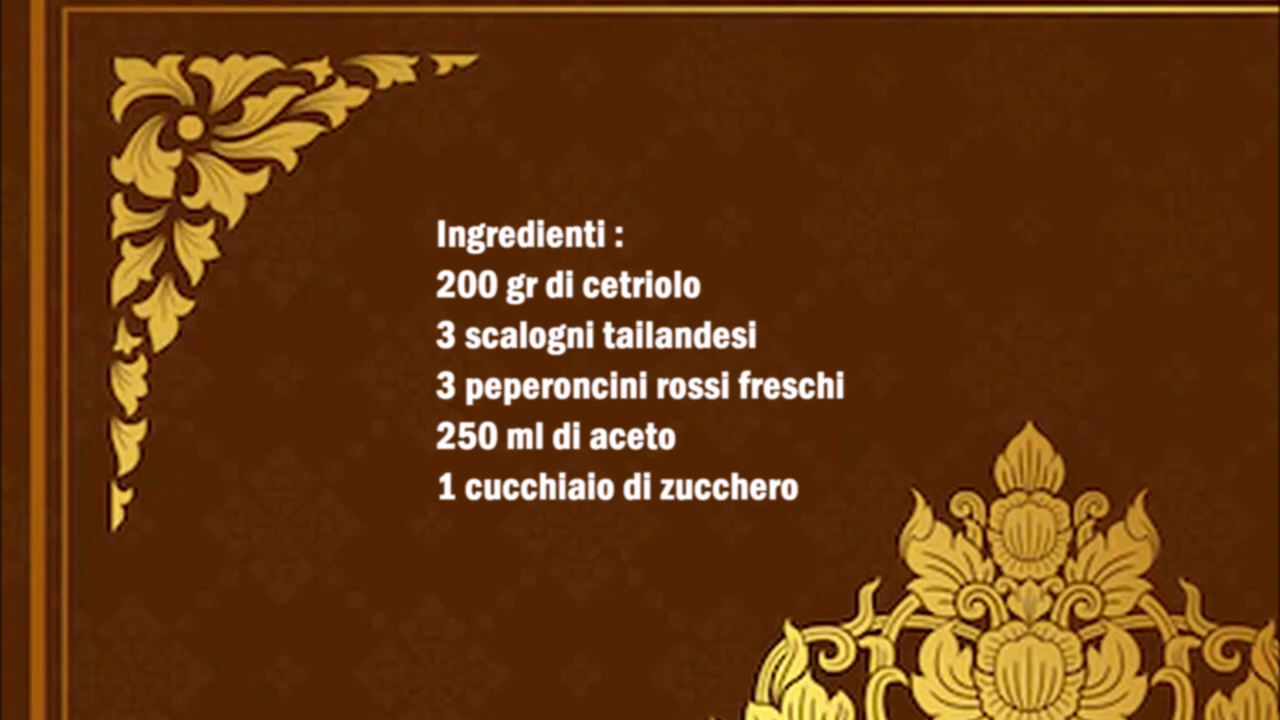 Ingredienti :
200 gr di cetriolo
3 scalogni tailandesi
3 peperoncini rossi freschi
250 ml di aceto
1 cucchiaio di zucchero